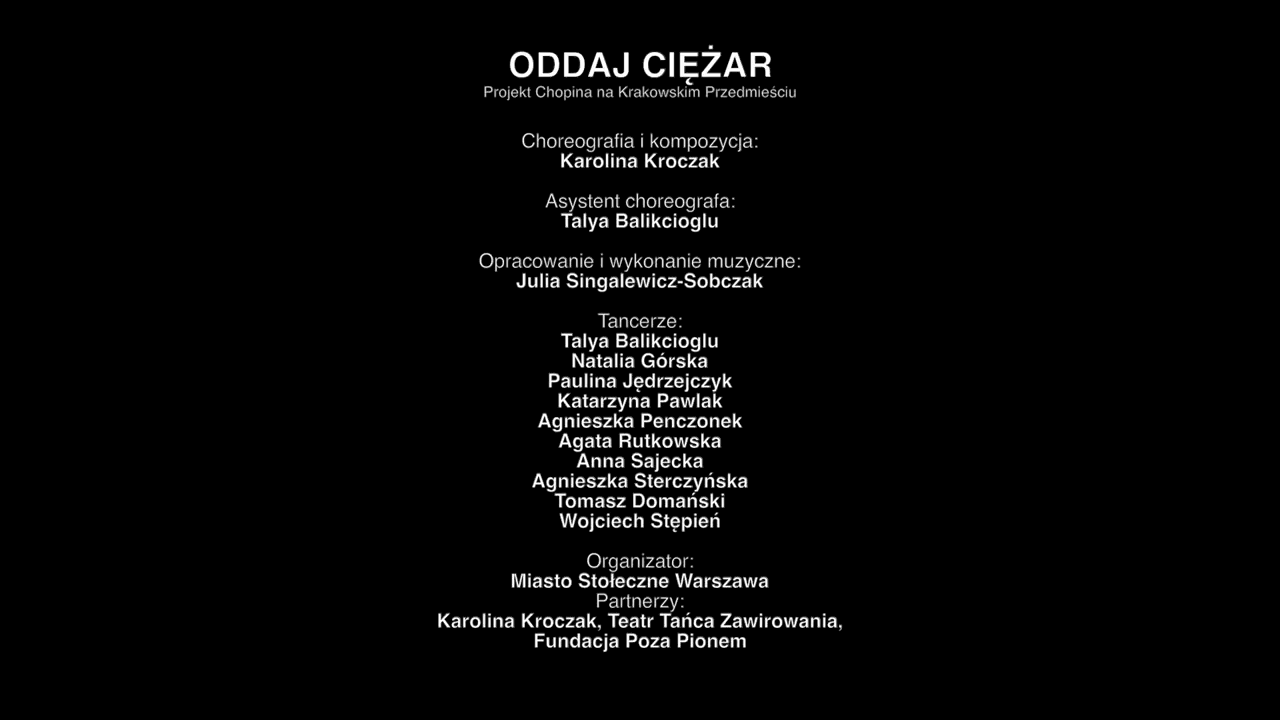 ODDAJ CIĘŻAR
Projekt Chopina na Krakowskim Przedmieściu
Choreografia i kompozycja:
Karolina Kroczak
Asystent choreografa:
Talya Balikcioglu
Opracowanie i wykonanie muzyczne:
Julia Singalewicz-Sobczak
Tancerze:
Talya Balikcioglu
Natalia Górska
Paulina Jędrzejczyk
Katarzyna Pawlak
Agnieszka Penczonek
Agata Rutkowska
Anna Sajecka
Agnieszka Sterczyńska
Tomasz Domański
Wojciech Stępień
Organizator:
Miasto Stołeczne Warszawa
Partnerzy:
Karolina Kroczak, Teatr Tańca Zawirowania,
Fundacja Poza Pionem